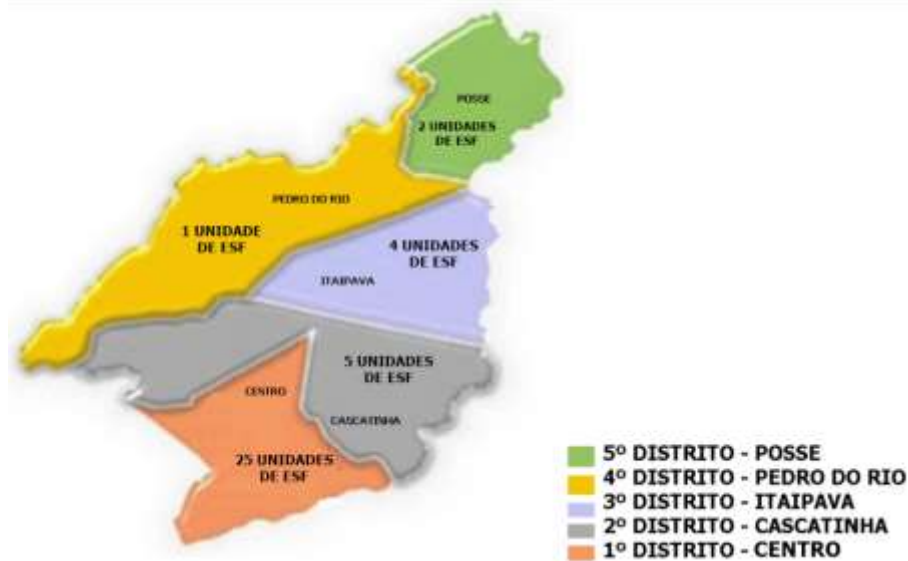 POSSE
2 UNIDADES
DE ESF
PEDRO DO RIO
1 UNIDADE
DE ESF
4 UNIDADES
DE ESF
ITAIPAVA
5 UNIDADES
DE ESF
CENTRO
CASCATINHA
25 UNIDADES
DE ESF
5º DISTRITO - POSSE
4º DISTRITO - PEDRO DO RIO
3º DISTRITO - ITAIPAVA
2º DISTRITO - CASCATINHA
1º DISTRITO - CENTRO